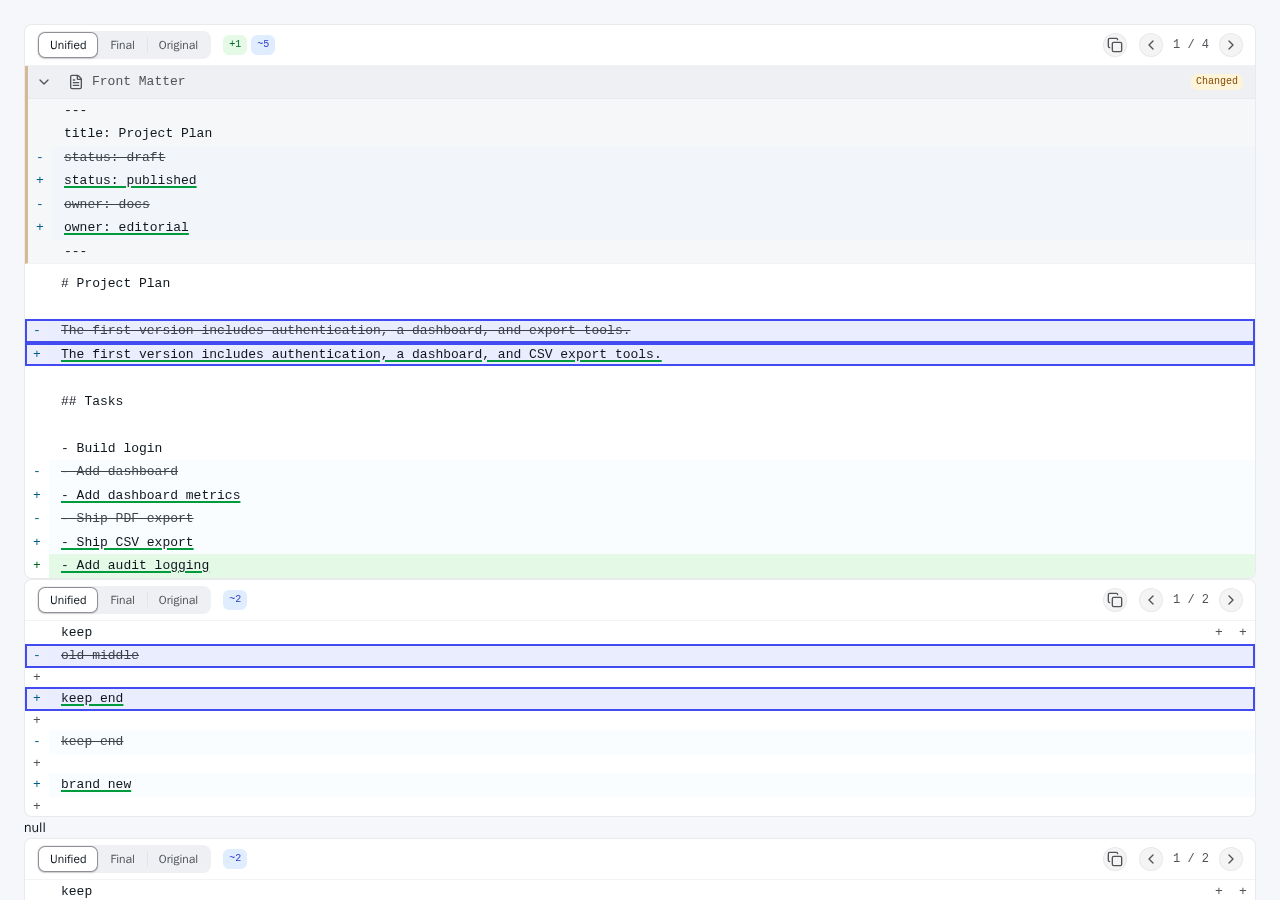 Unified Final Original +1 ~5 1 / 4
Front Matter Changed
---
title: Project Plan
- status: draft
+ status: published
- owner: docs
+ owner: editorial
---
# Project Plan
- The first version includes authentication, a dashboard, and export tools.
+ The first version includes authentication, a dashboard, and CSV export tools.
## Tasks
- Build login
- - Add dashboard
+ - Add dashboard metrics
- - Ship PDF export
+ - Ship CSV export
+ - Add audit logging
Unified Final Original ~2 1 / 2
keep + +
- old middle
+
+ keep end
+
- keep end
+
+ brand new
+
null
Unified Final Original ~2 1 / 2
keep + +